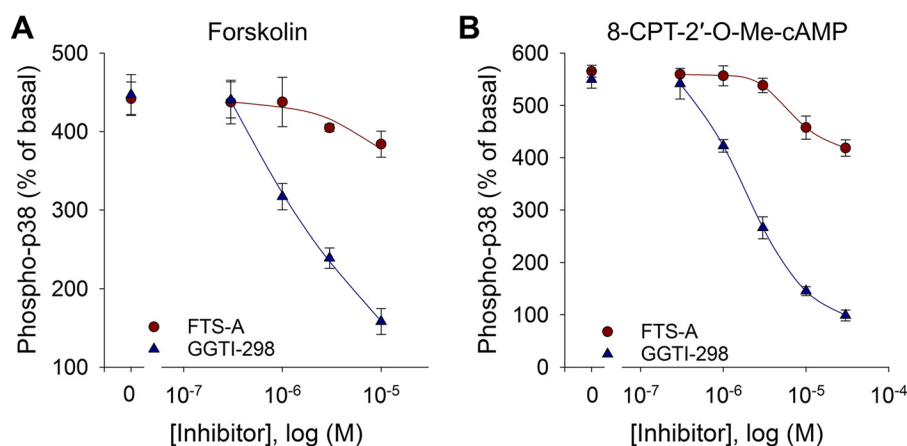 A
Forskolin
Phospho-p38 (% of basal)
500
400
300
200
100
FTS-A
GGTI-298
0
10⁻⁷
10⁻⁶
10⁻⁵
[Inhibitor], log (M)
B
8-CPT-2′-O-Me-cAMP
Phospho-p38 (% of basal)
600
500
400
300
200
100
0
FTS-A
GGTI-298
0
10⁻⁷
10⁻⁶
10⁻⁵
10⁻⁴
[Inhibitor], log (M)